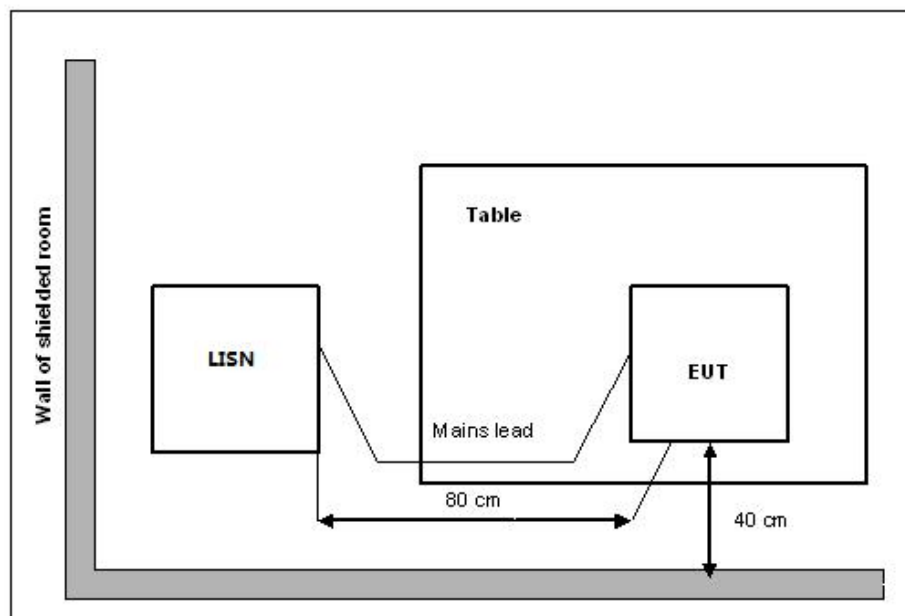 Table
Wall of shielded room
LISN
EUT
Mains lead
80 cm
40 cm